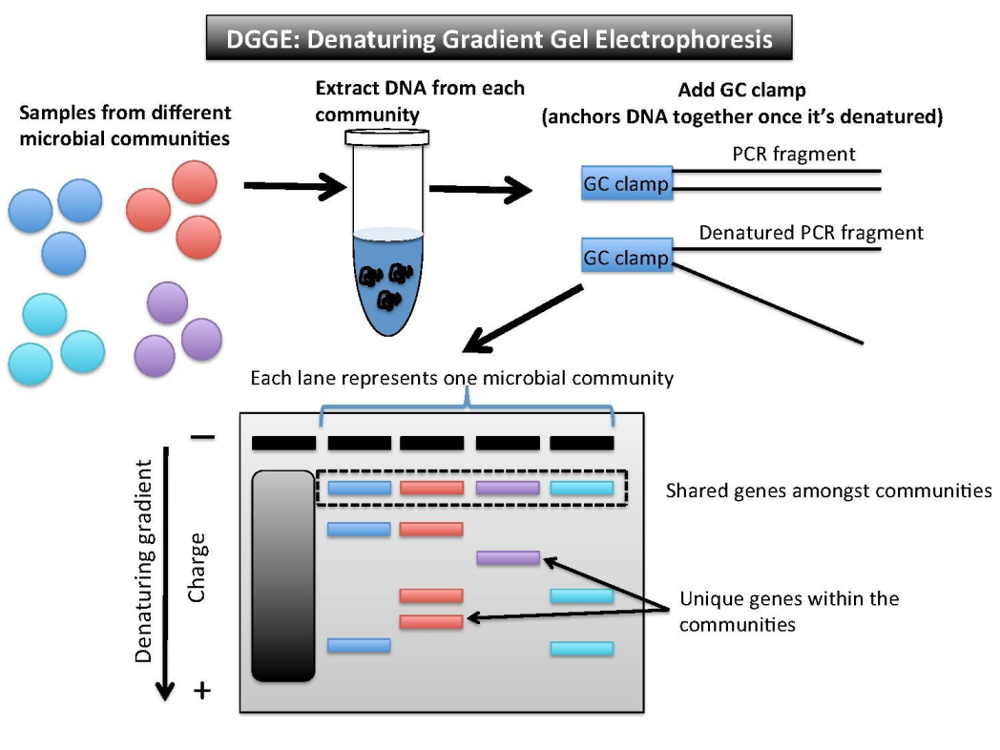 DGGE: Denaturing Gradient Gel Electrophoresis
Samples from different
microbial communities
Extract DNA from each
community
Add GC clamp
(anchors DNA together once it's denatured)
PCR fragment
GC clamp
Denatured PCR fragment
GC clamp
Each lane represents one microbial community
−
Denaturing gradient
Charge
+
Shared genes amongst communities
Unique genes within the
communities